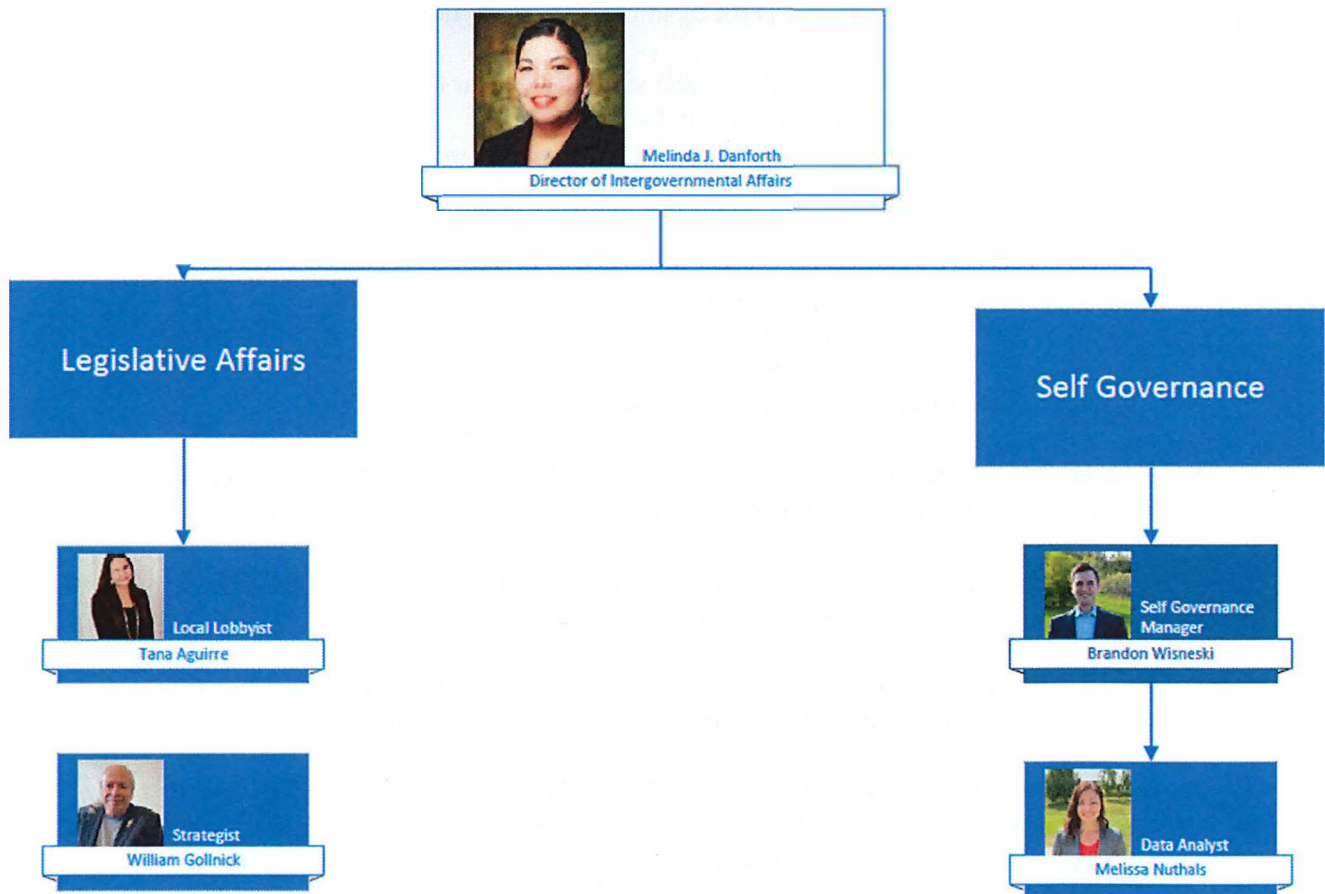 Melinda J. Danforth
Director of Intergovernmental Affairs
Legislative Affairs
Self Governance
Local Lobbyist
Tana Aguirre
Self Governance
Manager
Brandon Wisneski
Strategist
William Gollnick
Data Analyst
Melissa Nuthals